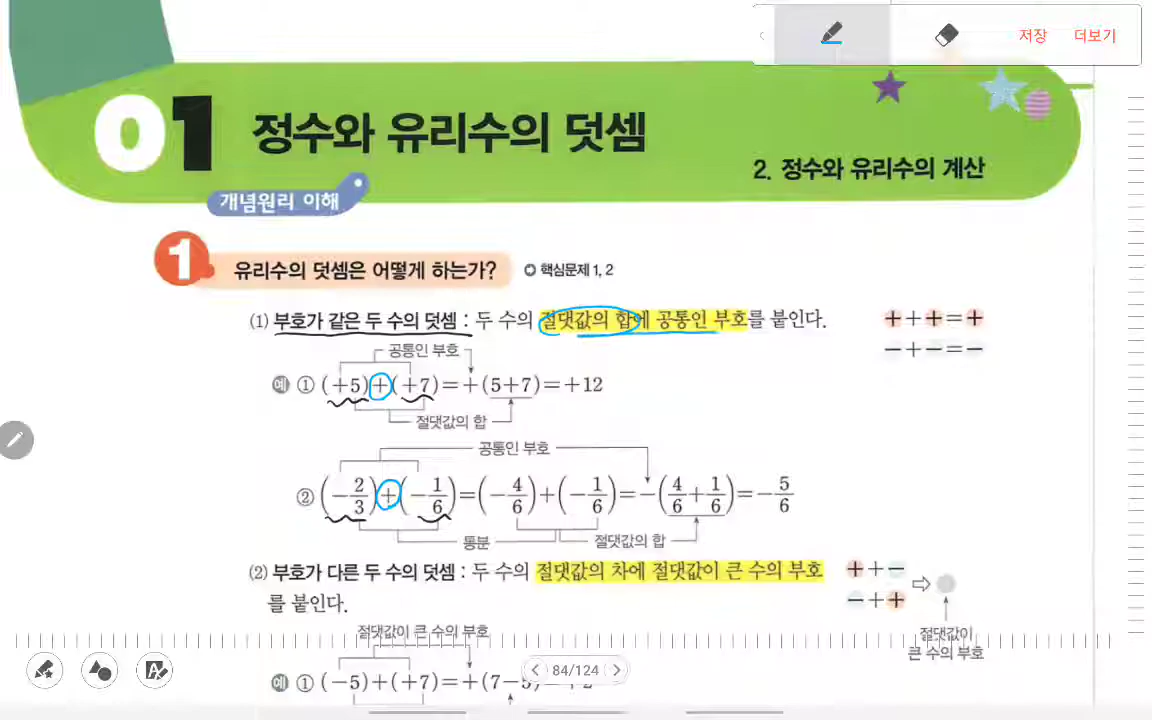 저장 더보기
01 정수와 유리수의 덧셈
2. 정수와 유리수의 계산
개념원리 이해
1 유리수의 덧셈은 어떻게 하는가? 핵심문제 1, 2
(1) 부호가 같은 두 수의 덧셈 : 두 수의 절댓값의 합에 공통인 부호를 붙인다.
+ + + = +
- + - = -
공통인 부호
예 ① (+5)+(+7)=+(5+7)=+12
절댓값의 합
공통인 부호
② (-2/3)+(-1/6)=(-4/6)+(-1/6)=-(4/6+1/6)=-5/6
통분 절댓값의 합
(2) 부호가 다른 두 수의 덧셈 : 두 수의 절댓값의 차에 절댓값이 큰 수의 부호
를 붙인다.
+ + -
- + +
⇨
절댓값이
큰 수의 부호
절댓값이 큰 수의 부호
84/124
예 ① (-5)+(+7)=+(7-5)